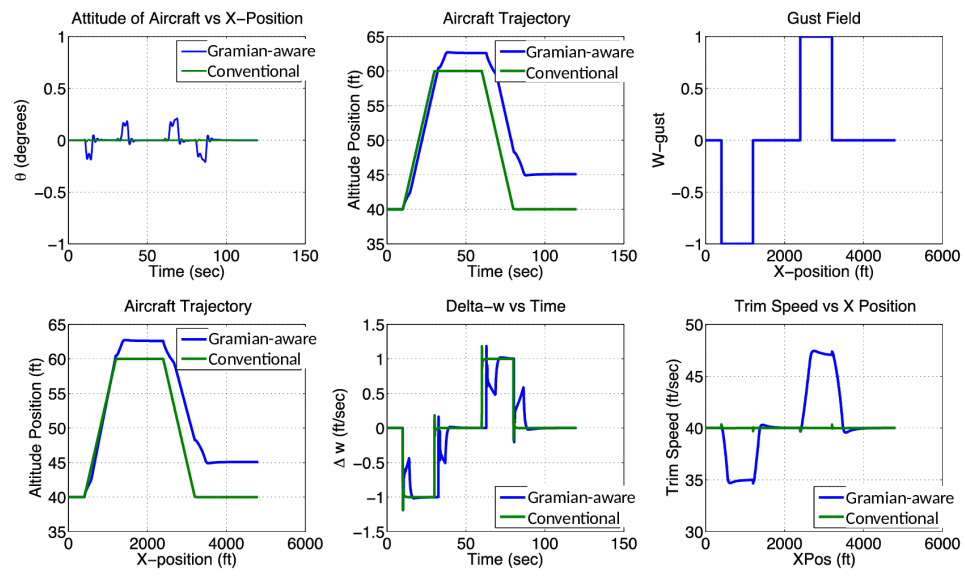 Attitude of Aircraft vs X−Position
1
0.5
0
−0.5
−1
θ (degrees)
0 50 100 150
Time (sec)
Gramian-aware
Conventional
Aircraft Trajectory
65
60
55
50
45
40
35
Altitude Position (ft)
0 50 100 150
Time (sec)
Gramian-aware
Conventional
Gust Field
1
0.5
0
−0.5
−1
W−gust
0 2000 4000 6000
X−position (ft)
Aircraft Trajectory
65
60
55
50
45
40
35
Altitude Position (ft)
0 2000 4000 6000
X−position (ft)
Gramian-aware
Conventional
Delta−w vs Time
1.5
1
0.5
0
−0.5
−1
−1.5
Δ w (ft/sec)
0 50 100 150
Time (sec)
Gramian-aware
Conventional
Trim Speed vs X Position
50
45
40
35
30
Trim Speed (ft/sec)
0 2000 4000 6000
XPos (ft)
Gramian-aware
Conventional